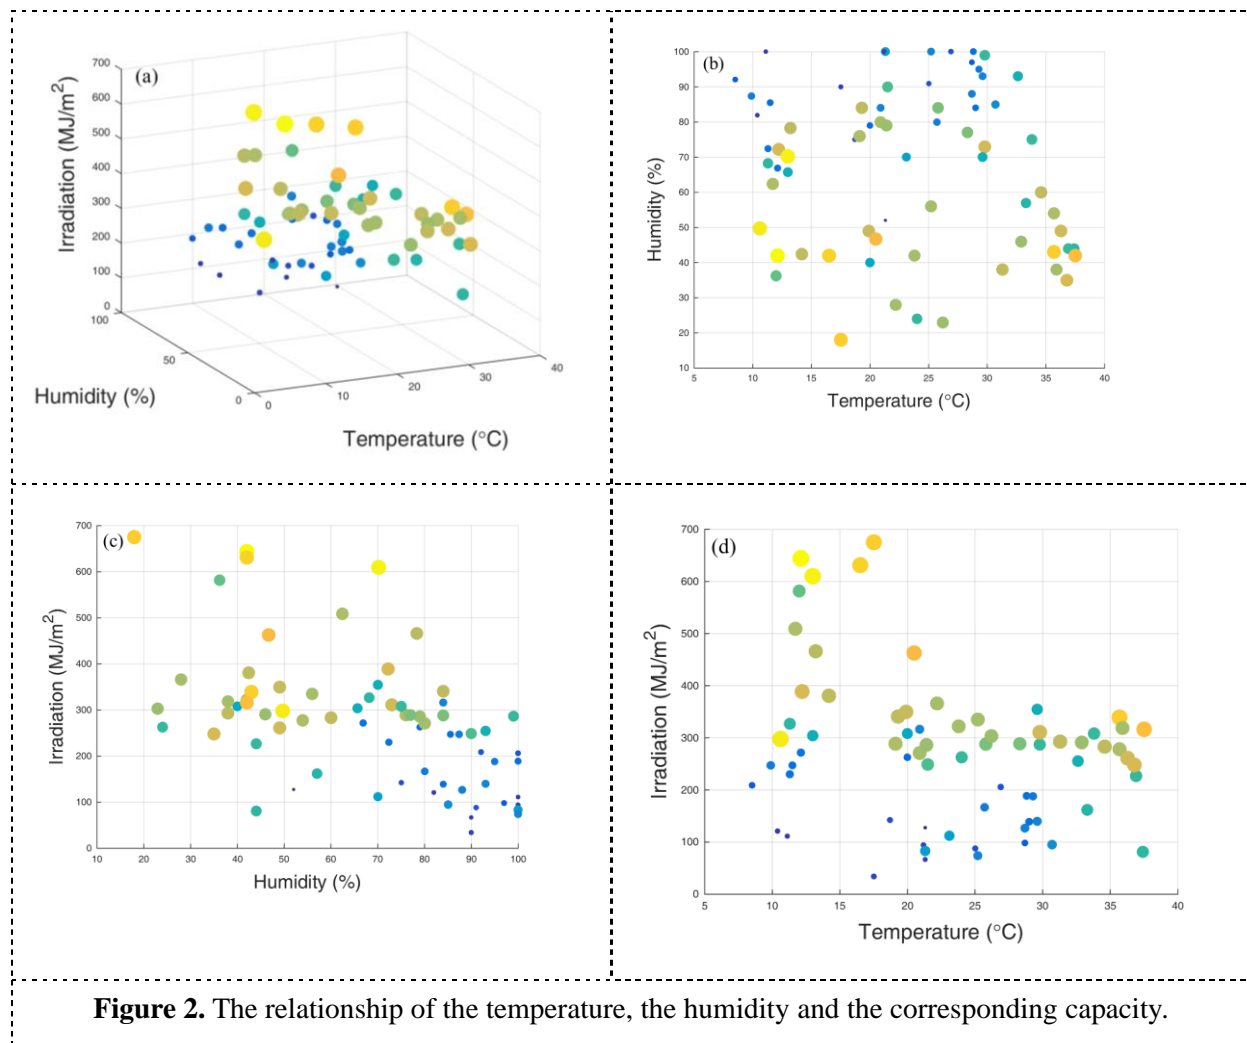 (a)
700
600
500
400
300
200
100
0
Irradiation (MJ/m²)
100
50
0
Humidity (%)
0
10
20
30
40
Temperature (°C)
(b)
100
90
80
70
60
50
40
30
20
10
Humidity (%)
5 10 15 20 25 30 35 40
Temperature (°C)
(c)
700
600
500
400
300
200
100
0
Irradiation (MJ/m²)
10 20 30 40 50 60 70 80 90 100
Humidity (%)
(d)
700
600
500
400
300
200
100
0
Irradiation (MJ/m²)
5 10 15 20 25 30 35 40
Temperature (°C)
Figure 2. The relationship of the temperature, the humidity and the corresponding capacity.